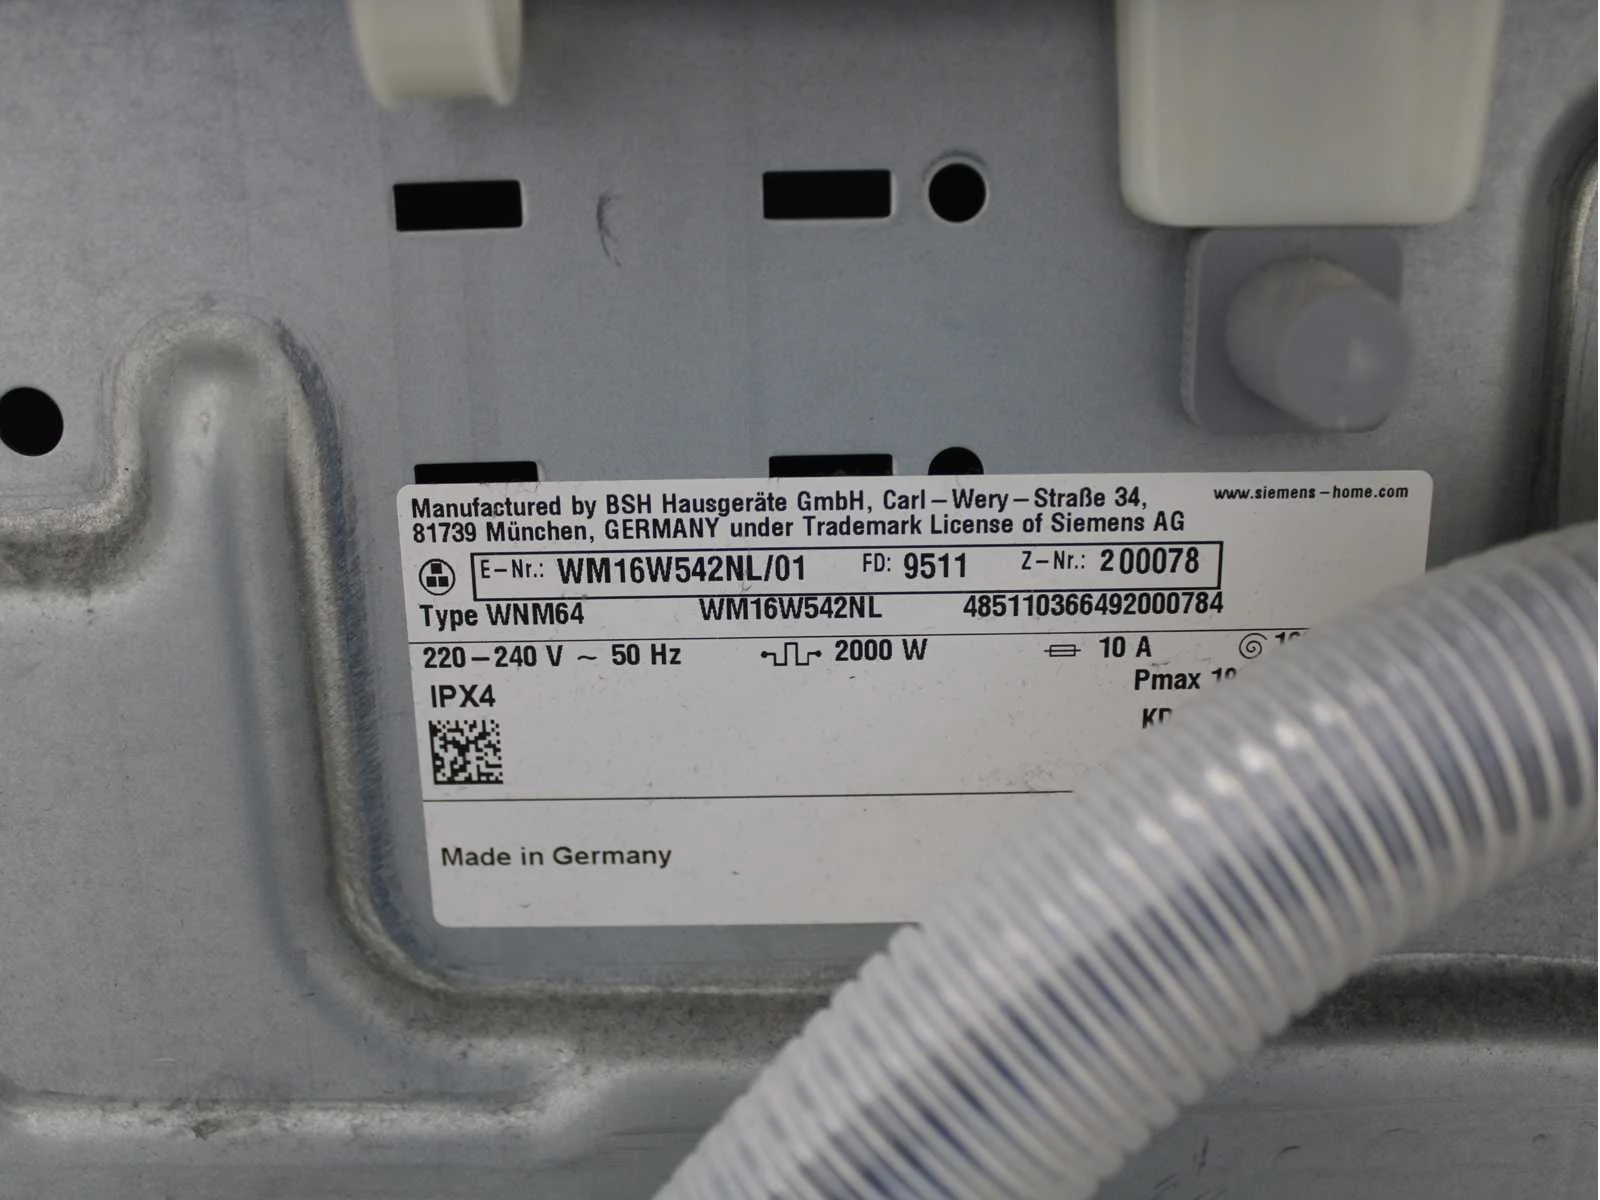 Manufactured by BSH Hausgeräte GmbH, Carl-Wery-Straße 34,
81739 München, GERMANY under Trademark License of Siemens AG
www.siemens-home.com
E-Nr.: WM16W542NL/01 FD: 9511 Z-Nr.: 200078
Type WNM64 WM16W542NL 485110366492000784
220-240 V ~ 50 Hz 2000 W 10 A
Pmax
IPX4
Made in Germany